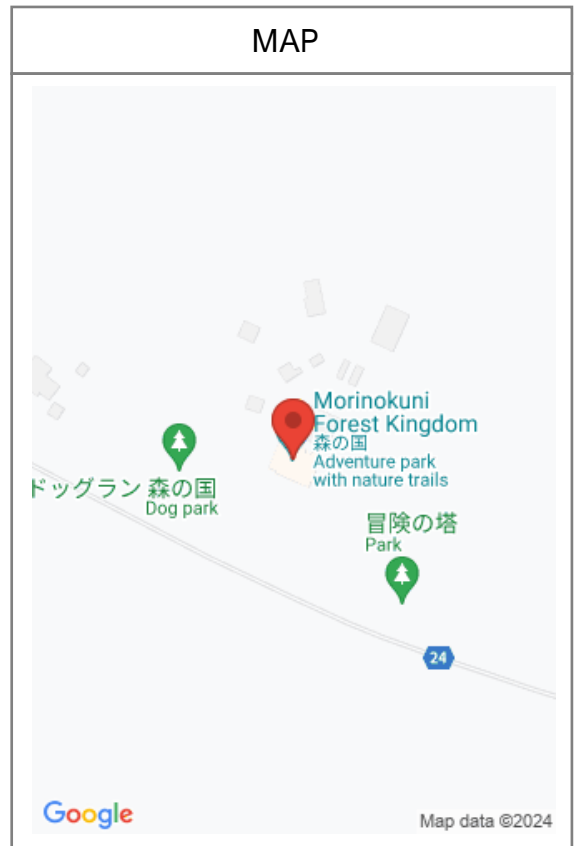 MAP
Morinokuni
Forest Kingdom
森の国
Adventure park
with nature trails
ドッグラン 森の国
Dog park
冒険の塔
Park
24
Google
Map data ©2024